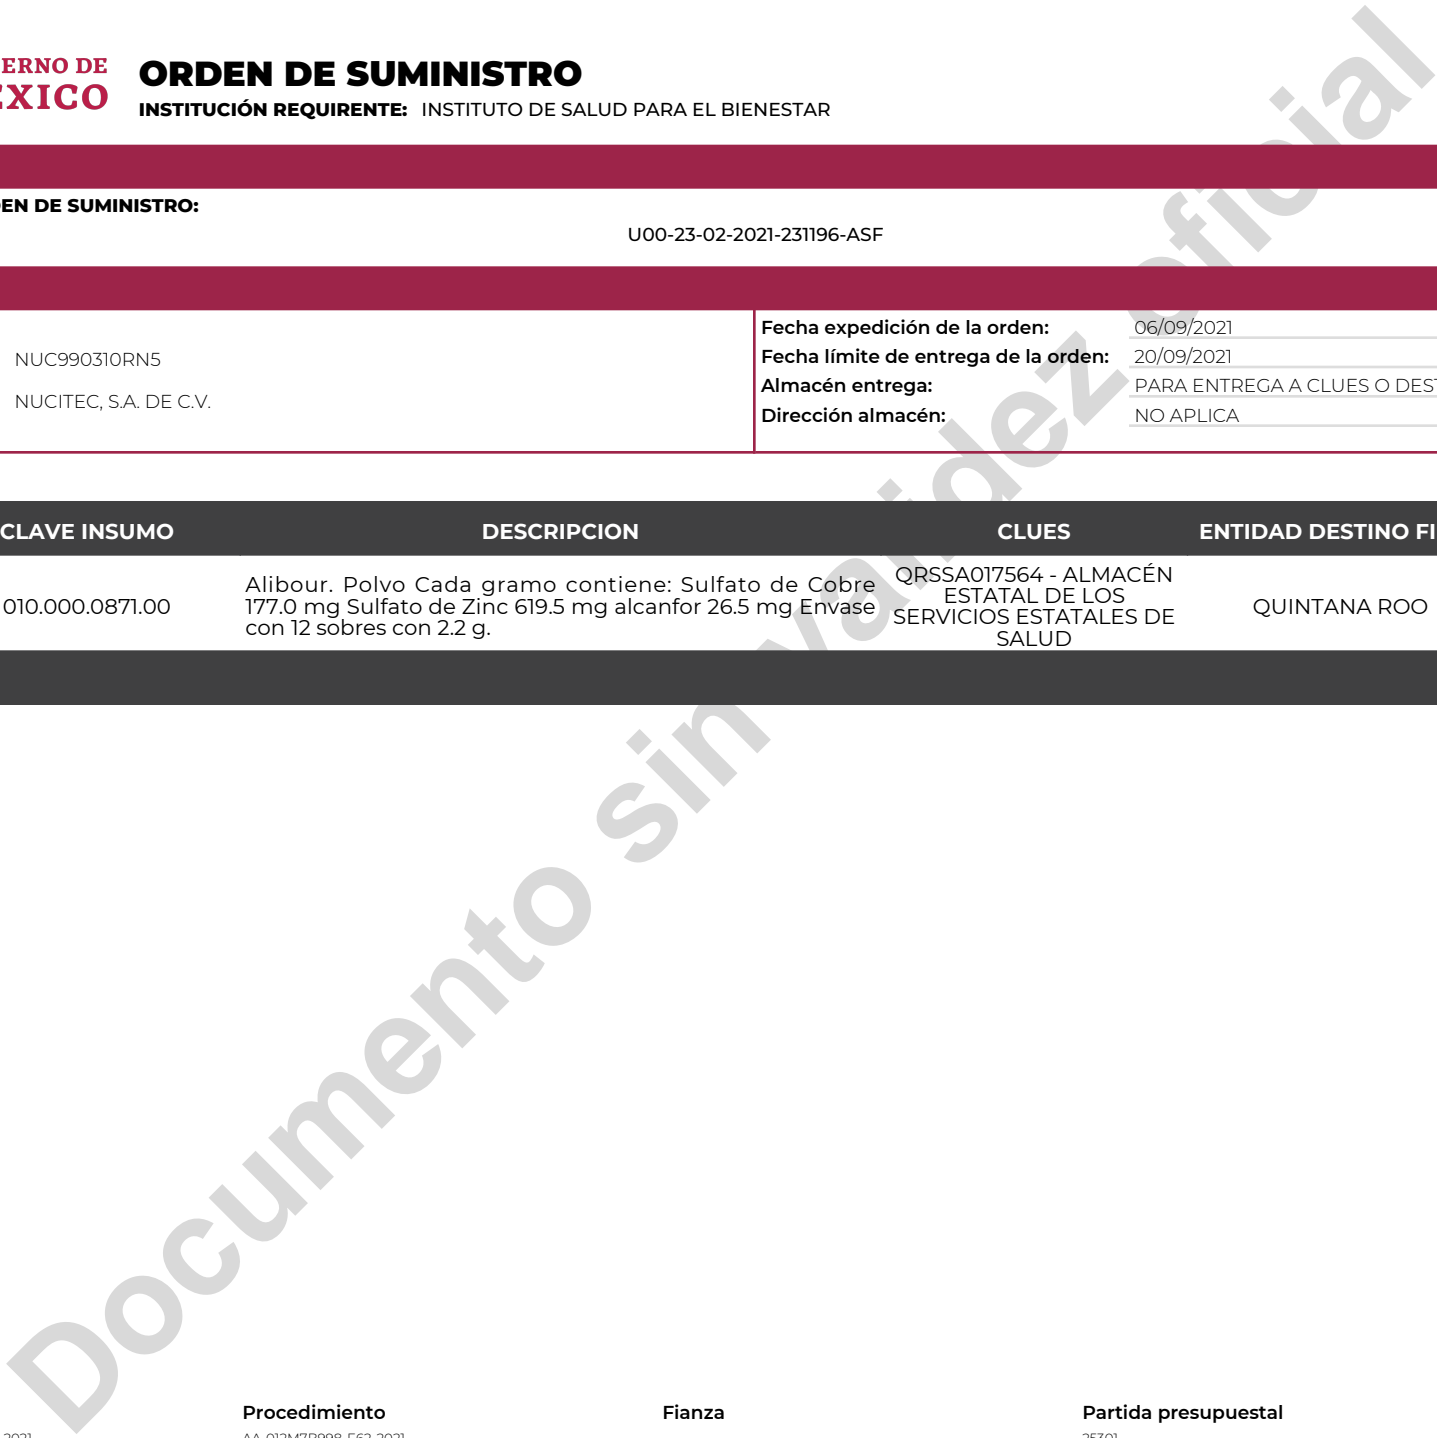 ORDEN DE SUMINISTRO
INSTITUCIÓN REQUIRENTE: INSTITUTO DE SALUD PARA EL BIENESTAR
DE
DE SUMINISTRO:
U00-23-02-2021-231196-ASF
NUC990310RN5
NUCITEC, S.A. DE C.V.
Fecha expedición de la orden: 06/09/2021
Fecha límite de entrega de la orden: 20/09/2021
Almacén entrega: PARA ENTREGA A CLUES O
Dirección almacén: NO APLICA
CLAVE INSUMO DESCRIPCION CLUES ENTIDAD DESTINO
010.000.0871.00
Alibour. Polvo Cada gramo contiene: Sulfato de Cobre
177.0 mg Sulfato de Zinc 619.5 mg alcanfor 26.5 mg Envase
con 12 sobres con 2.2 g.
QRSSA017564 - ALMACÉN
ESTATAL DE LOS
SERVICIOS ESTATALES DE
SALUD
QUINTANA ROO
Documento sin validez oficial
Procedimiento Fianza Partida presupuestal